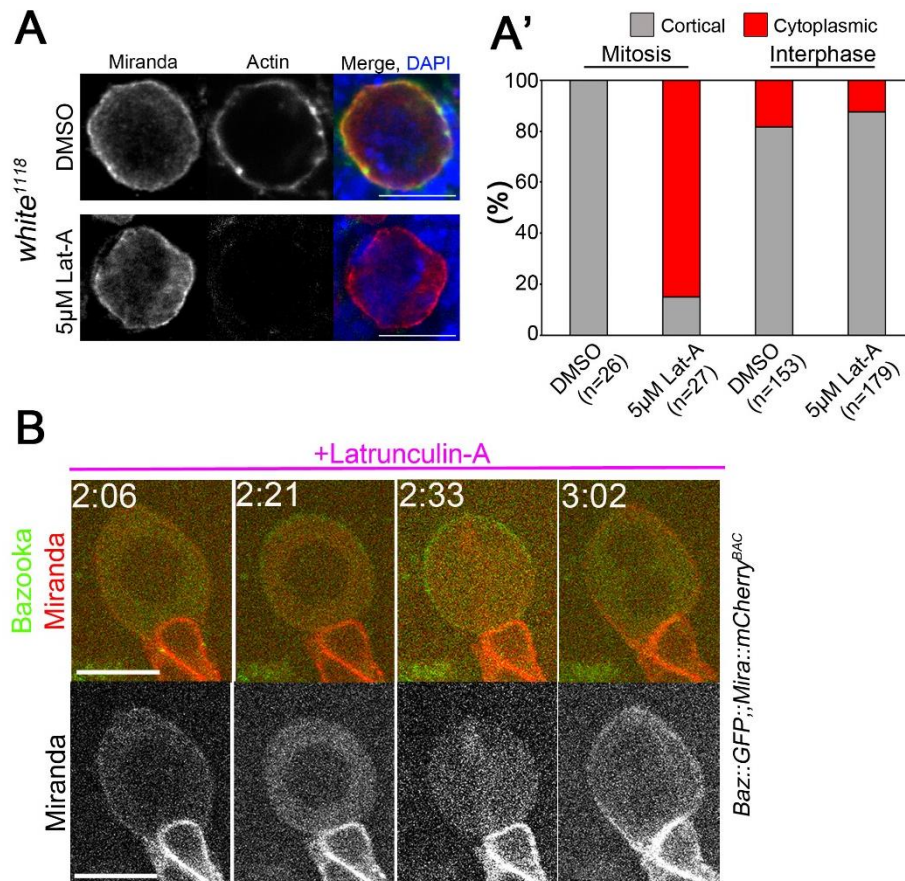 A
Miranda Actin Merge, DAPI
white¹¹¹⁸
DMSO
5µM Lat-A
A'
Cortical Cytoplasmic
Mitosis Interphase
(%)
100
80
60
40
20
0
DMSO
(n=26)
5µM Lat-A
(n=27)
DMSO
(n=153)
5µM Lat-A
(n=179)
B
+Latrunculin-A
2:06 2:21 2:33 3:02
Bazooka
Miranda
Miranda
Baz::GFP;;Mira::mCherryᴮᴬC